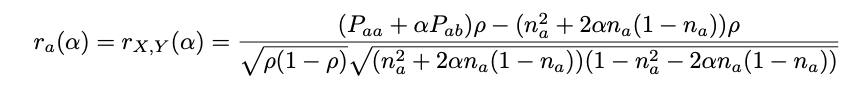 r_a(α) = r_{X,Y}(α) = \frac{(P_{aa} + αP_{ab})ρ − (n_a^2 + 2αn_a(1 − n_a))ρ}{\sqrt{ρ(1 − ρ)}\sqrt{(n_a^2 + 2αn_a(1 − n_a))(1 − n_a^2 − 2αn_a(1 − n_a))}}